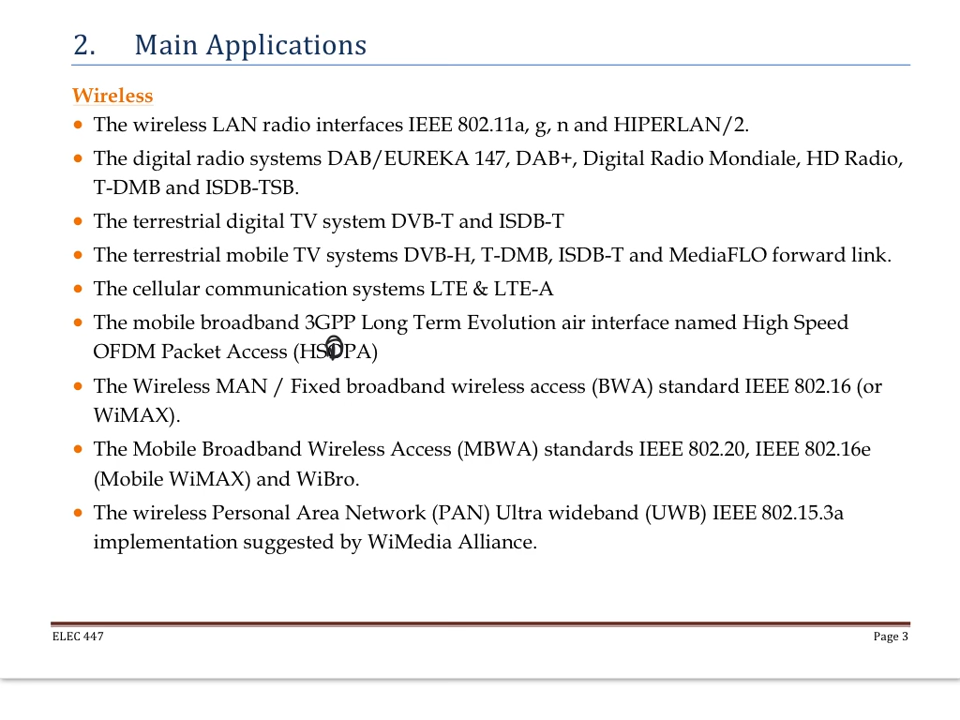 2. Main Applications
Wireless
• The wireless LAN radio interfaces IEEE 802.11a, g, n and HIPERLAN/2.
• The digital radio systems DAB/EUREKA 147, DAB+, Digital Radio Mondiale, HD Radio,
T-DMB and ISDB-TSB.
• The terrestrial digital TV system DVB-T and ISDB-T
• The terrestrial mobile TV systems DVB-H, T-DMB, ISDB-T and MediaFLO forward link.
• The cellular communication systems LTE & LTE-A
• The mobile broadband 3GPP Long Term Evolution air interface named High Speed
OFDM Packet Access (HSOPA)
• The Wireless MAN / Fixed broadband wireless access (BWA) standard IEEE 802.16 (or
WiMAX).
• The Mobile Broadband Wireless Access (MBWA) standards IEEE 802.20, IEEE 802.16e
(Mobile WiMAX) and WiBro.
• The wireless Personal Area Network (PAN) Ultra wideband (UWB) IEEE 802.15.3a
implementation suggested by WiMedia Alliance.
ELEC 447 Page 3